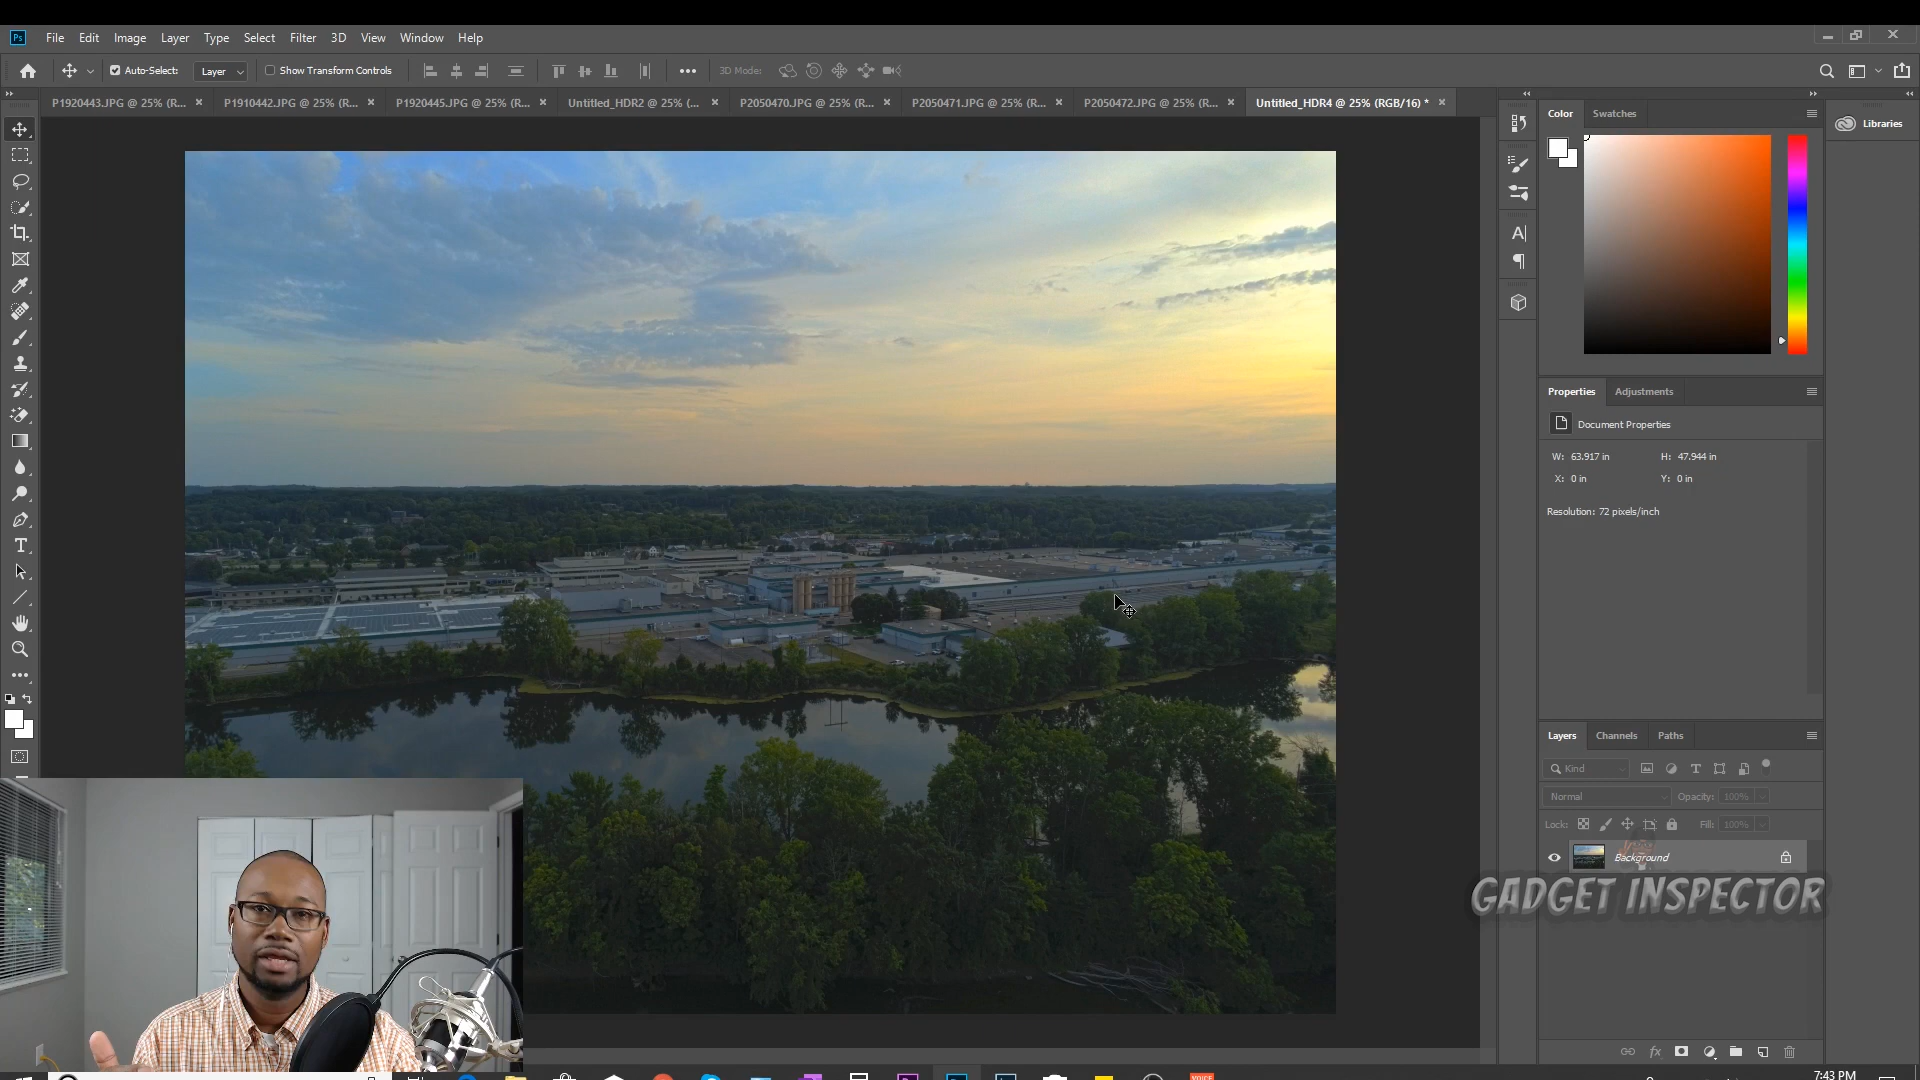 Ps File Edit Image Layer Type Select Filter 3D View Window Help
Auto-Select: Layer Show Transform Controls 3D Mode:
P1920443.JPG @ 25% (R... P1910442.JPG @ 25% (R... P1920445.JPG @ 25% (R... Untitled_HDR2 @ 25% (... P2050470.JPG @ 25% (R... P2050471.JPG @ 25% (R... P2050472.JPG @ 25% (R... Untitled_HDR4 @ 25% (RGB/16) *
Color Swatches
Libraries
Properties Adjustments
Document Properties
W: 63.917 in H: 47.944 in
X: 0 in Y: 0 in
Resolution: 72 pixels/inch
Layers Channels Paths
Kind
Normal Opacity: 100%
Lock: Fill: 100%
Background
GADGET INSPECTOR
7:43 PM